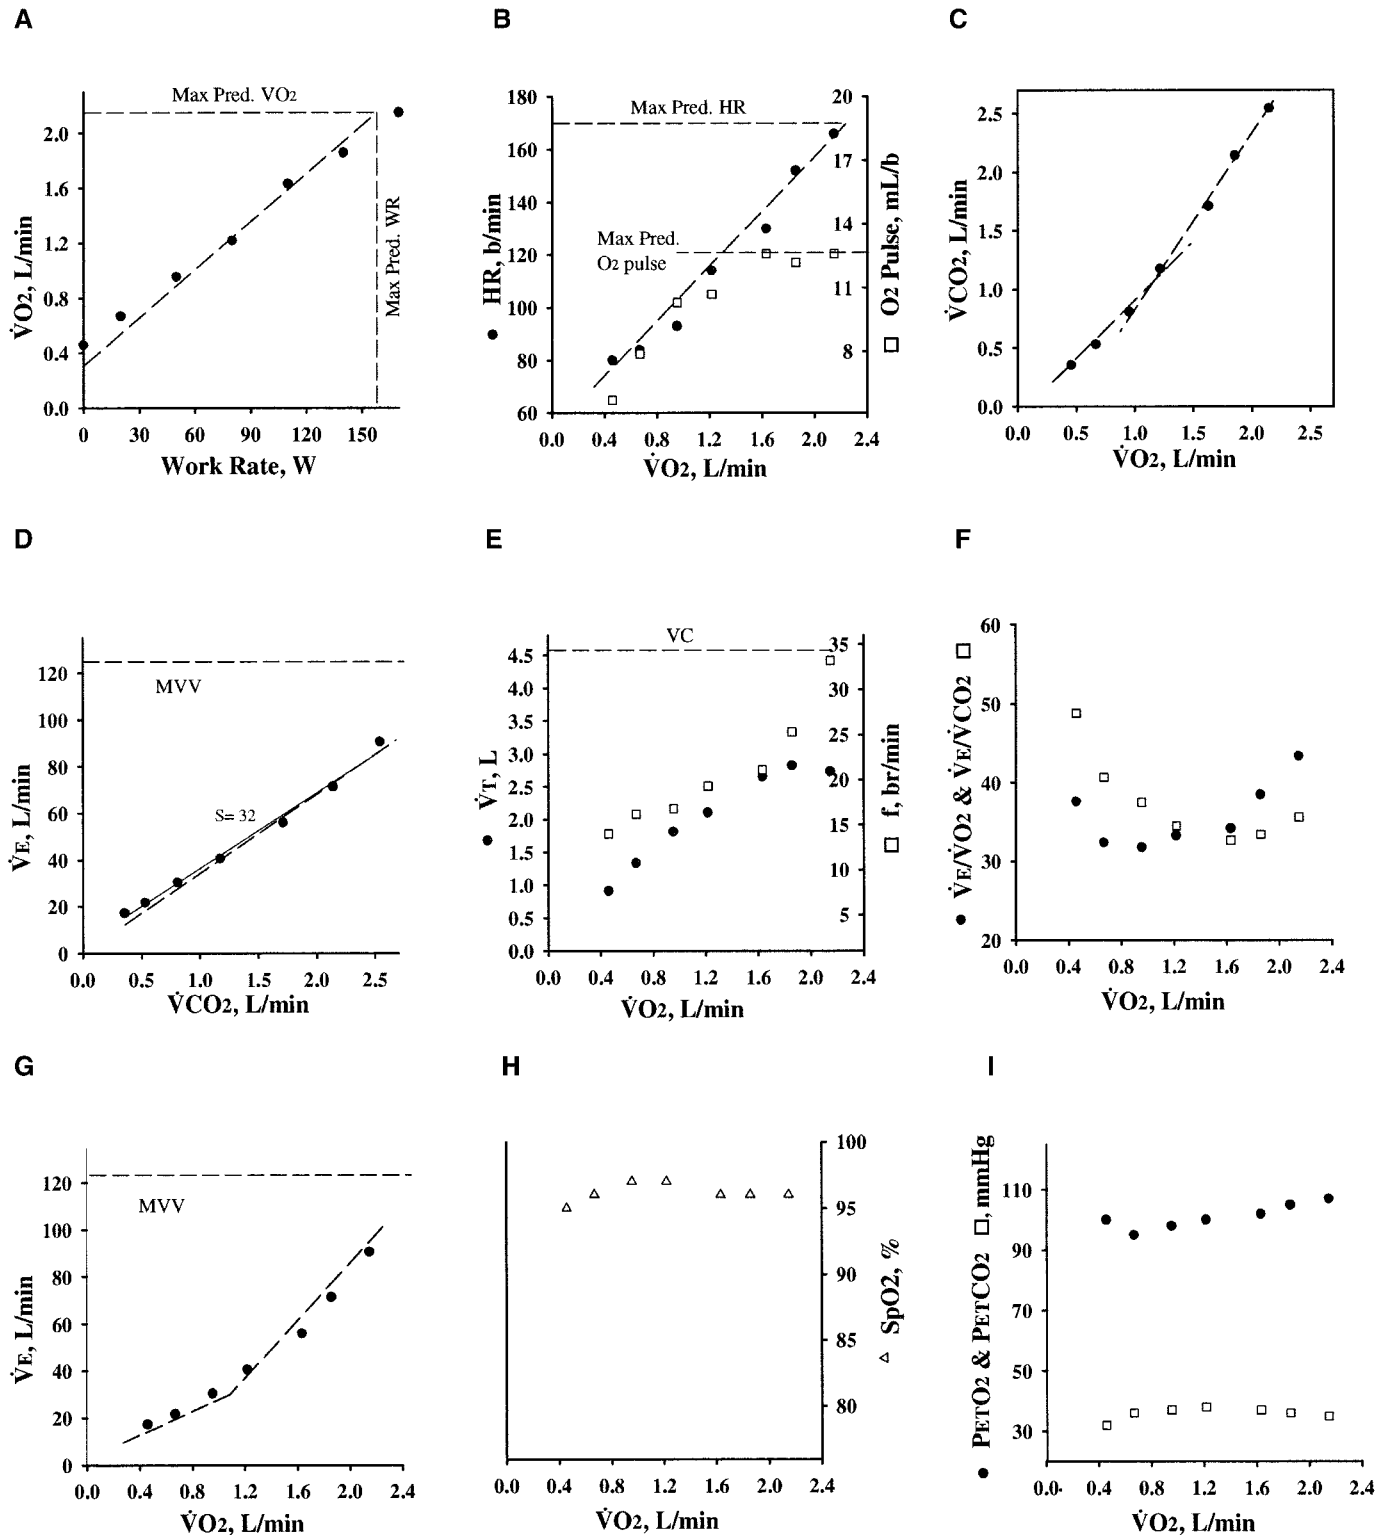 A
B
C
Max Pred. VO2
Max Pred. WR
V̇O2, L/min
2.0
1.6
1.2
0.8
0.4
0.0
0 30 60 90 120 150
Work Rate, W
Max Pred. HR
Max Pred.
O2 pulse
HR, b/min
180
160
140
120
100
80
60
O2 Pulse, mL/b
20
17
14
11
8
0.0 0.4 0.8 1.2 1.6 2.0 2.4
V̇O2, L/min
V̇CO2, L/min
2.5
2.0
1.5
1.0
0.5
0.0
0.0 0.5 1.0 1.5 2.0 2.5
V̇O2, L/min
D
E
F
MVV
S= 32
V̇E, L/min
120
100
80
60
40
20
0
0.0 0.5 1.0 1.5 2.0 2.5
V̇CO2, L/min
VC
V̇T, L
4.5
4.0
3.5
3.0
2.5
2.0
1.5
1.0
0.5
0.0
f, br/min
35
30
25
20
15
10
5
0.0 0.4 0.8 1.2 1.6 2.0 2.4
V̇O2, L/min
V̇E/V̇O2 & V̇E/V̇CO2
60
50
40
30
20
0.0 0.4 0.8 1.2 1.6 2.0 2.4
V̇O2, L/min
G
H
I
MVV
V̇E, L/min
120
100
80
60
40
20
0
0.0 0.4 0.8 1.2 1.6 2.0 2.4
V̇O2, L/min
SpO2, %
100
95
90
85
80
0.0 0.4 0.8 1.2 1.6 2.0 2.4
V̇O2, L/min
PETO2 & PETCO2 , mmHg
110
90
70
50
30
0.0 0.4 0.8 1.2 1.6 2.0 2.4
V̇O2, L/min